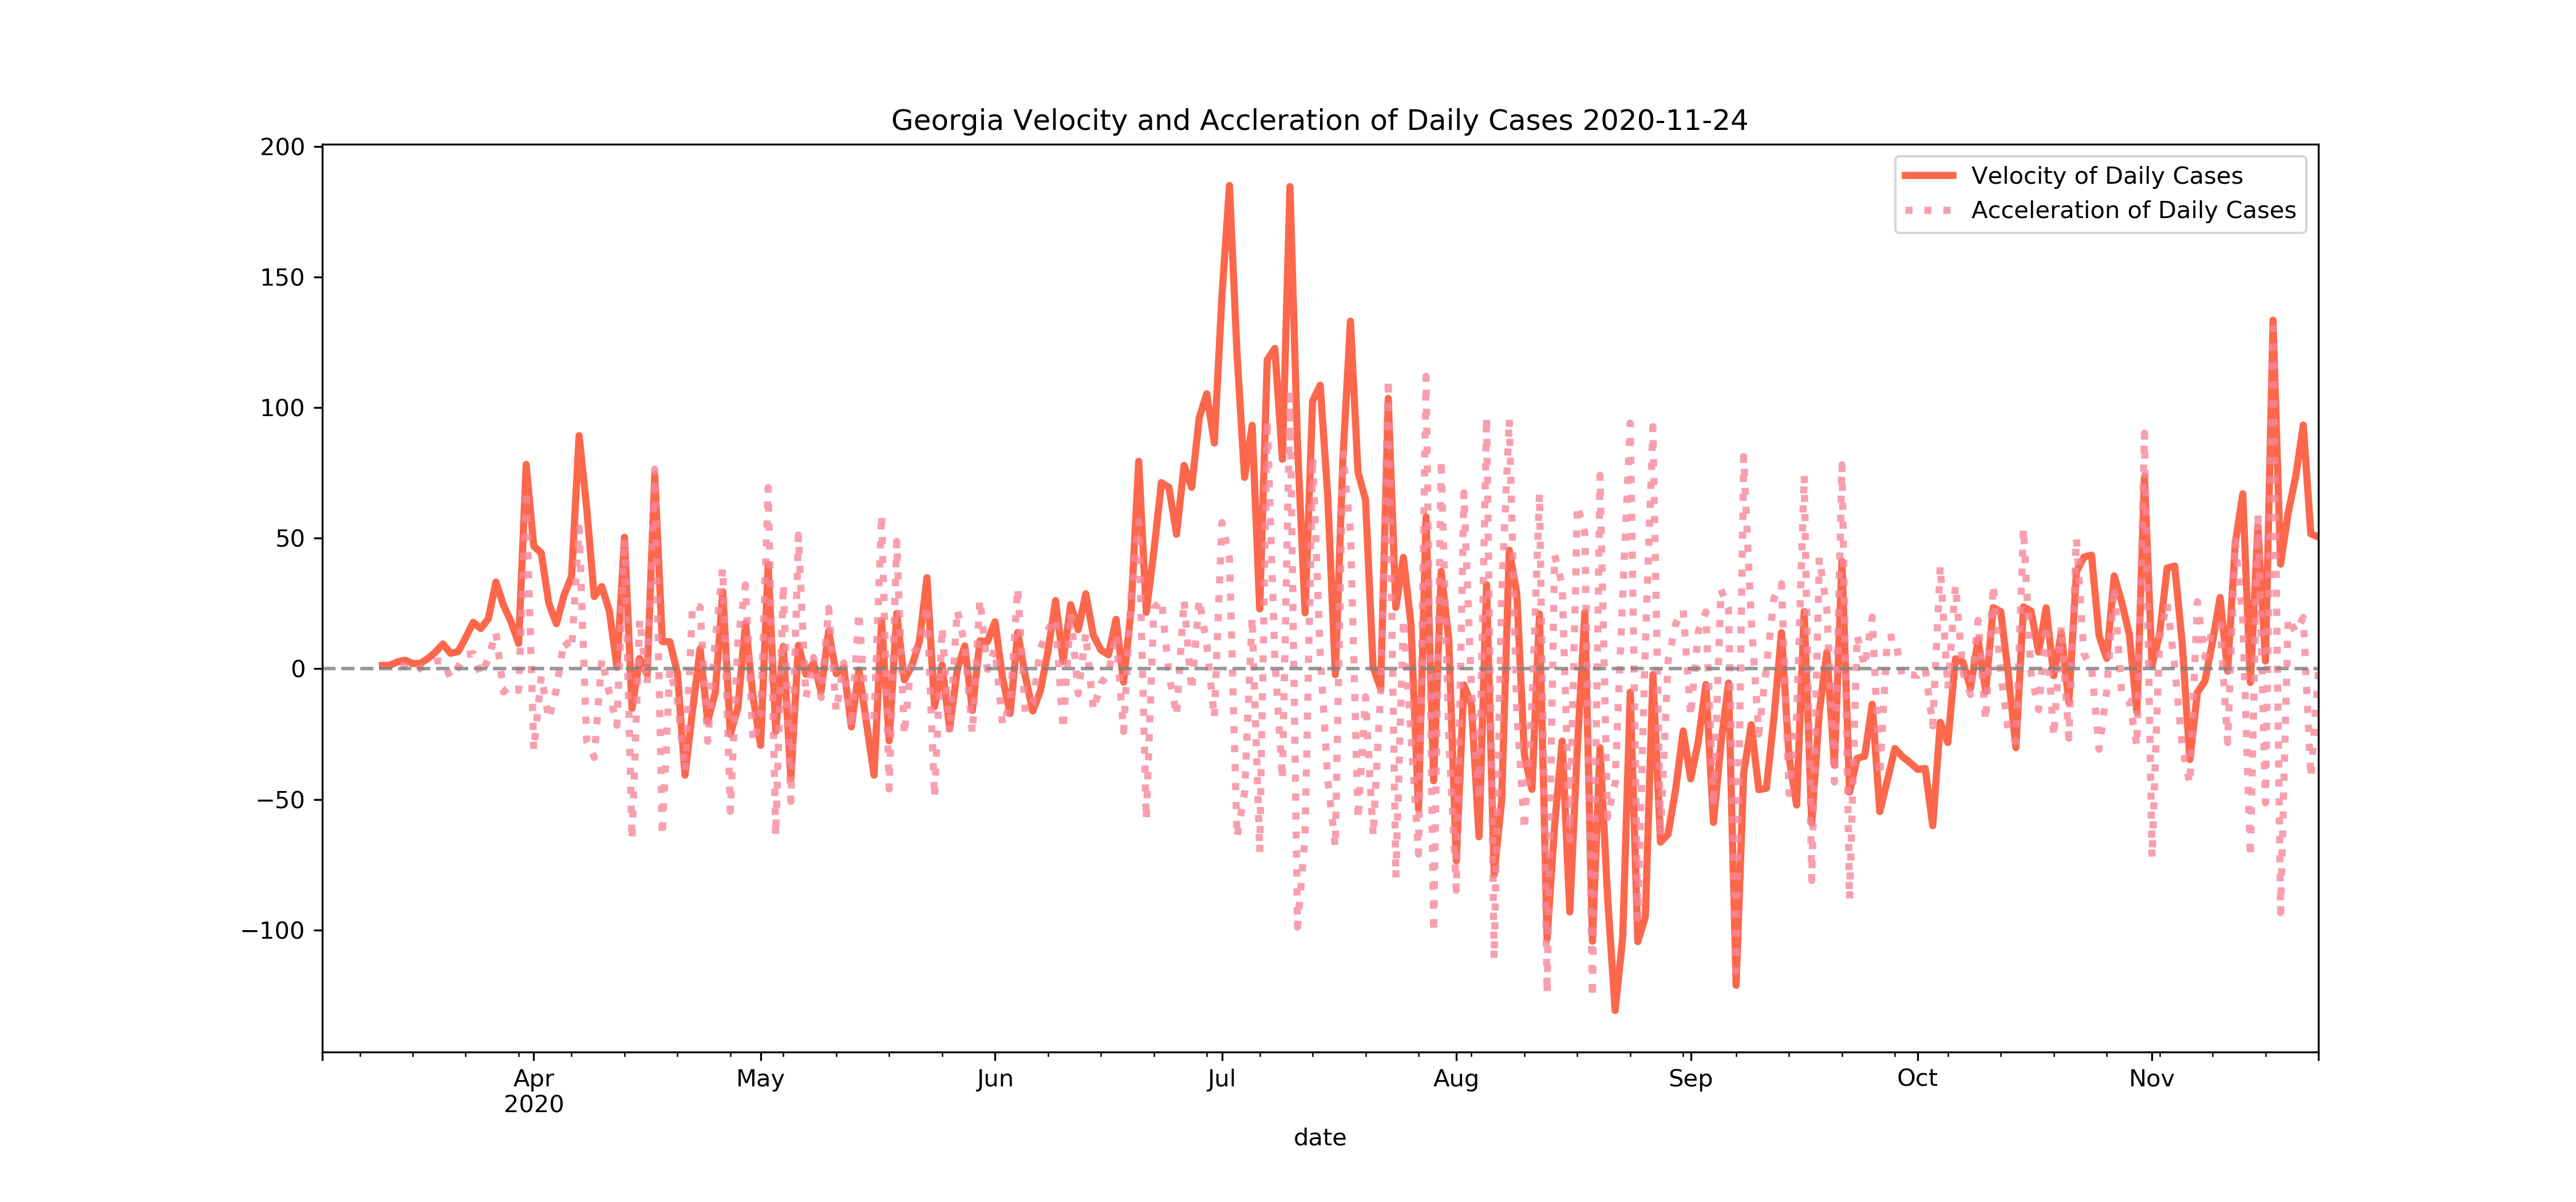 Georgia Velocity and Accleration of Daily Cases 2020-11-24
200
150
100
50
0
−50
−100
Velocity of Daily Cases
Acceleration of Daily Cases
Apr
2020
May
Jun
Jul
Aug
Sep
Oct
Nov
date